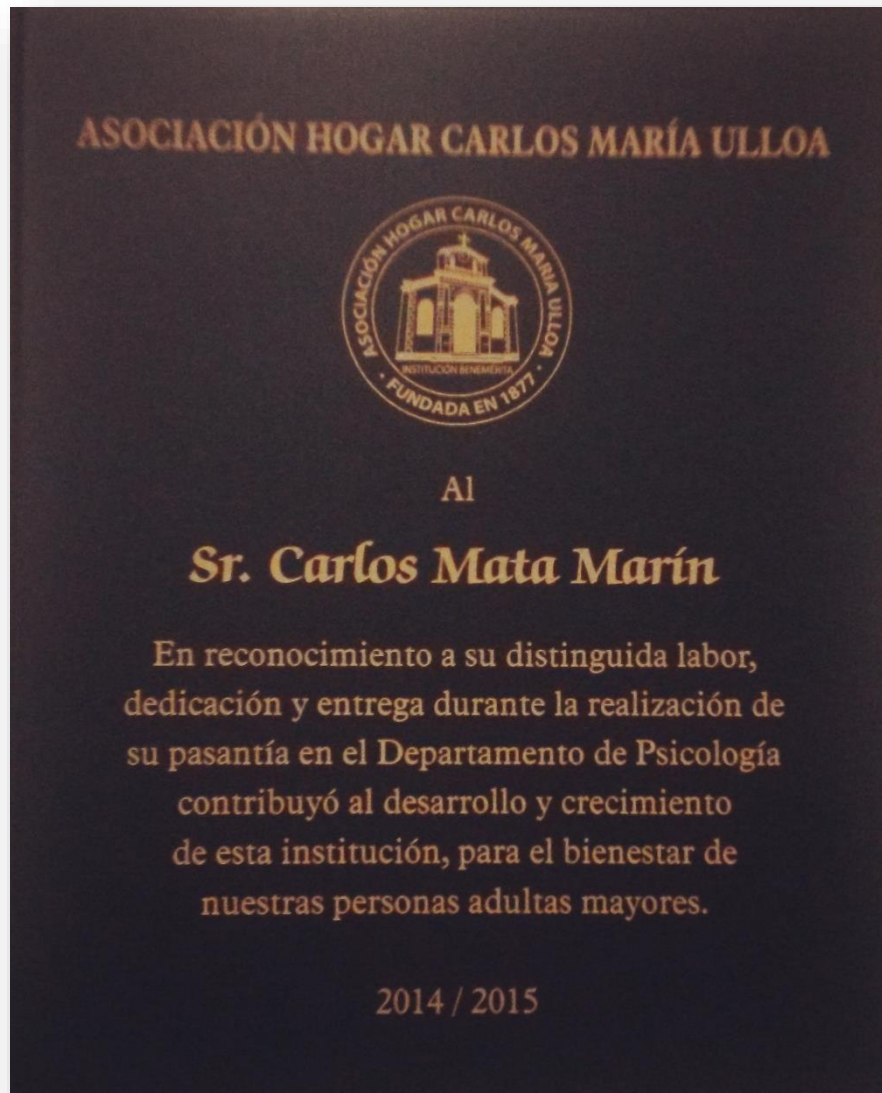 ASOCIACIÓN HOGAR CARLOS MARÍA ULLOA
ASOCIACIÓN HOGAR CARLOS MARIA ULLOA
INSTITUCIÓN BENEMÉRITA
· FUNDADA EN 1877 ·
Al
Sr. Carlos Mata Marín
En reconocimiento a su distinguida labor,
dedicación y entrega durante la realización de
su pasantía en el Departamento de Psicología
contribuyó al desarrollo y crecimiento
de esta institución, para el bienestar de
nuestras personas adultas mayores.
2014 / 2015